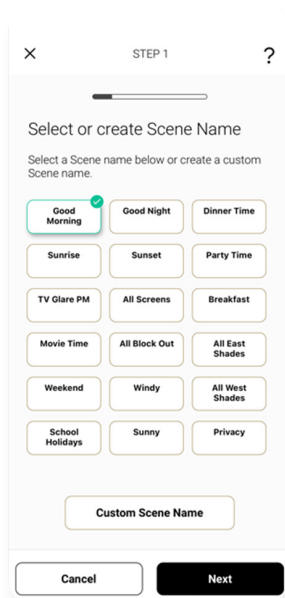 STEP 1
?
Select or create Scene Name
Select a Scene name below or create a custom
Scene name.
Good
Morning
Good Night
Dinner Time
Sunrise
Sunset
Party Time
TV Glare PM
All Screens
Breakfast
Movie Time
All Block Out
All East
Shades
Weekend
Windy
All West
Shades
School
Holidays
Sunny
Privacy
Custom Scene Name
Cancel
Next